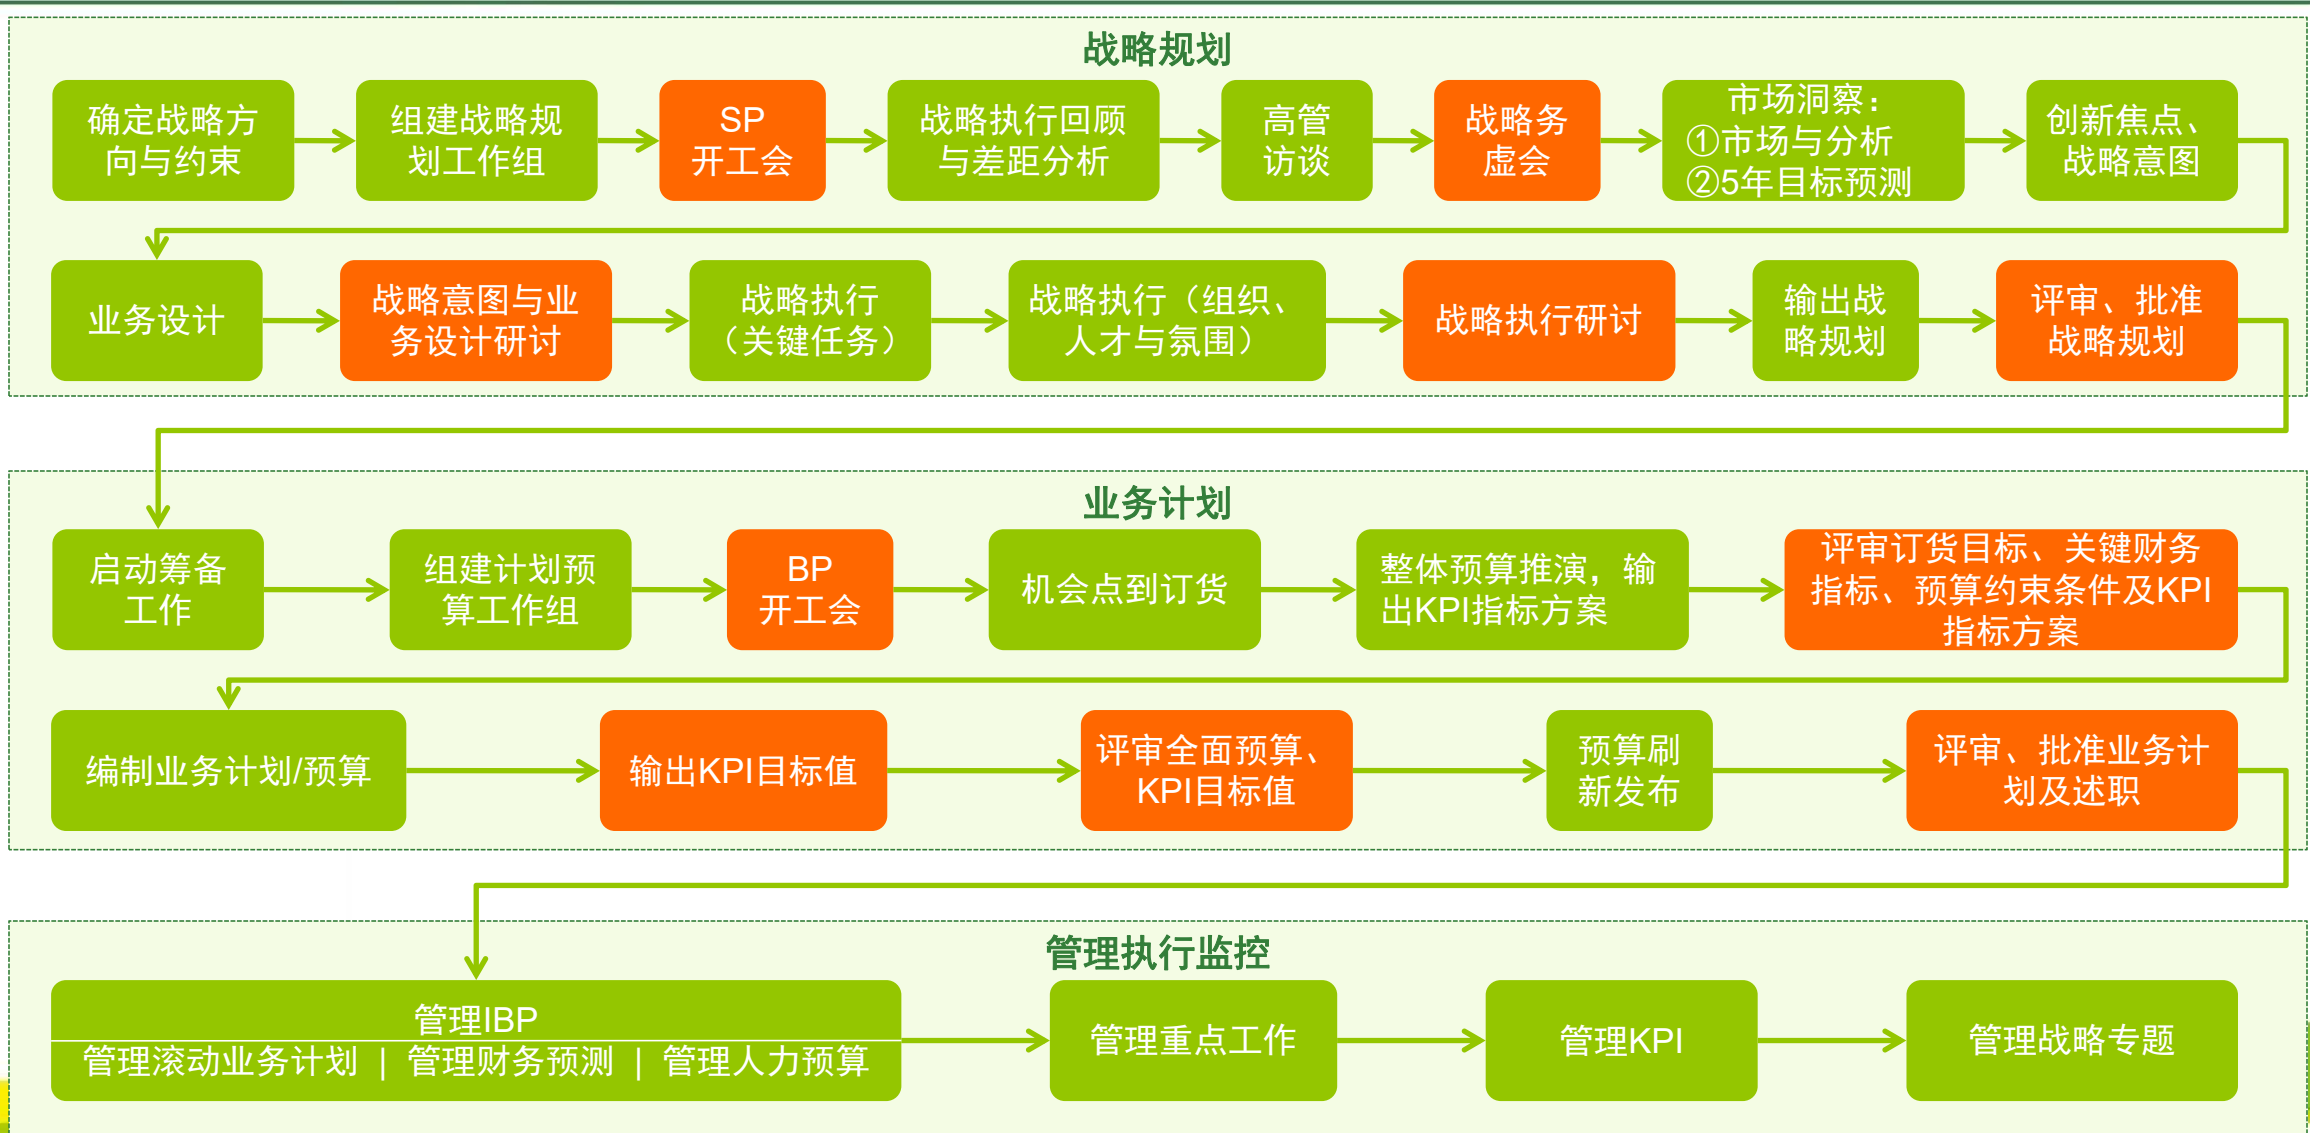 战略规划
确定战略方
向与约束
组建战略规
划工作组
SP
开工会
战略执行回顾
与差距分析
高管
访谈
战略务
虚会
市场洞察：
①市场与分析
②5年目标预测
创新焦点、
战略意图
业务设计
战略意图与业
务设计研讨
战略执行
（关键任务）
战略执行（组织、
人才与氛围）
战略执行研讨
输出战
略规划
评审、批准
战略规划
业务计划
启动筹备
工作
组建计划预
算工作组
BP
开工会
机会点到订货
整体预算推演，输
出KPI指标方案
评审订货目标、关键财务
指标、预算约束条件及KPI
指标方案
编制业务计划/预算
输出KPI目标值
评审全面预算、
KPI目标值
预算刷
新发布
评审、批准业务计
划及述职
管理执行监控
管理IBP
管理滚动业务计划 | 管理财务预测 | 管理人力预算
管理重点工作
管理KPI
管理战略专题